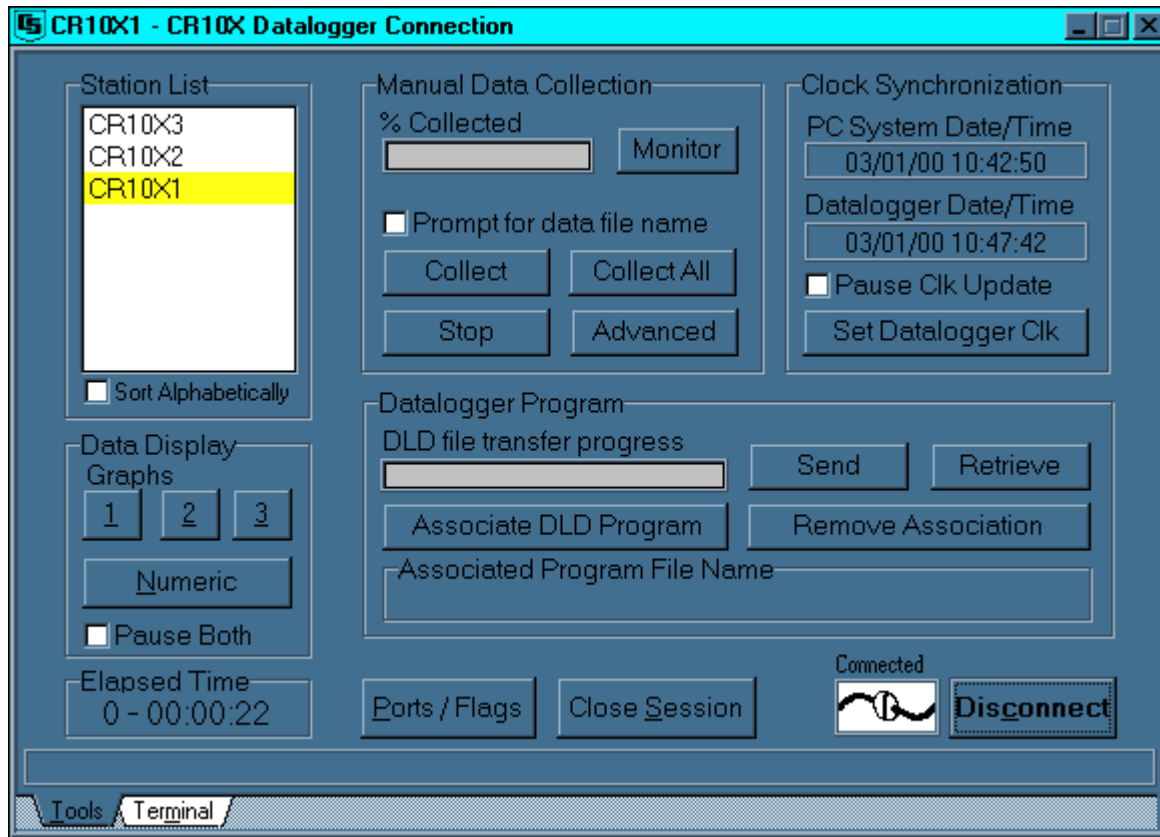 CR10X1 - CR10X Datalogger Connection
Station List
CR10X3
CR10X2
CR10X1
Sort Alphabetically
Manual Data Collection
% Collected
Monitor
Prompt for data file name
Collect
Collect All
Stop
Advanced
Clock Synchronization
PC System Date/Time
03/01/00 10:42:50
Datalogger Date/Time
03/01/00 10:47:42
Pause Clk Update
Set Datalogger Clk
Data Display
Graphs
1 2 3
Numeric
Pause Both
Datalogger Program
DLD file transfer progress
Send
Retrieve
Associate DLD Program
Remove Association
Associated Program File Name
Elapsed Time
0 - 00:00:22
Ports / Flags
Close Session
Connected
Disconnect
Tools
Terminal